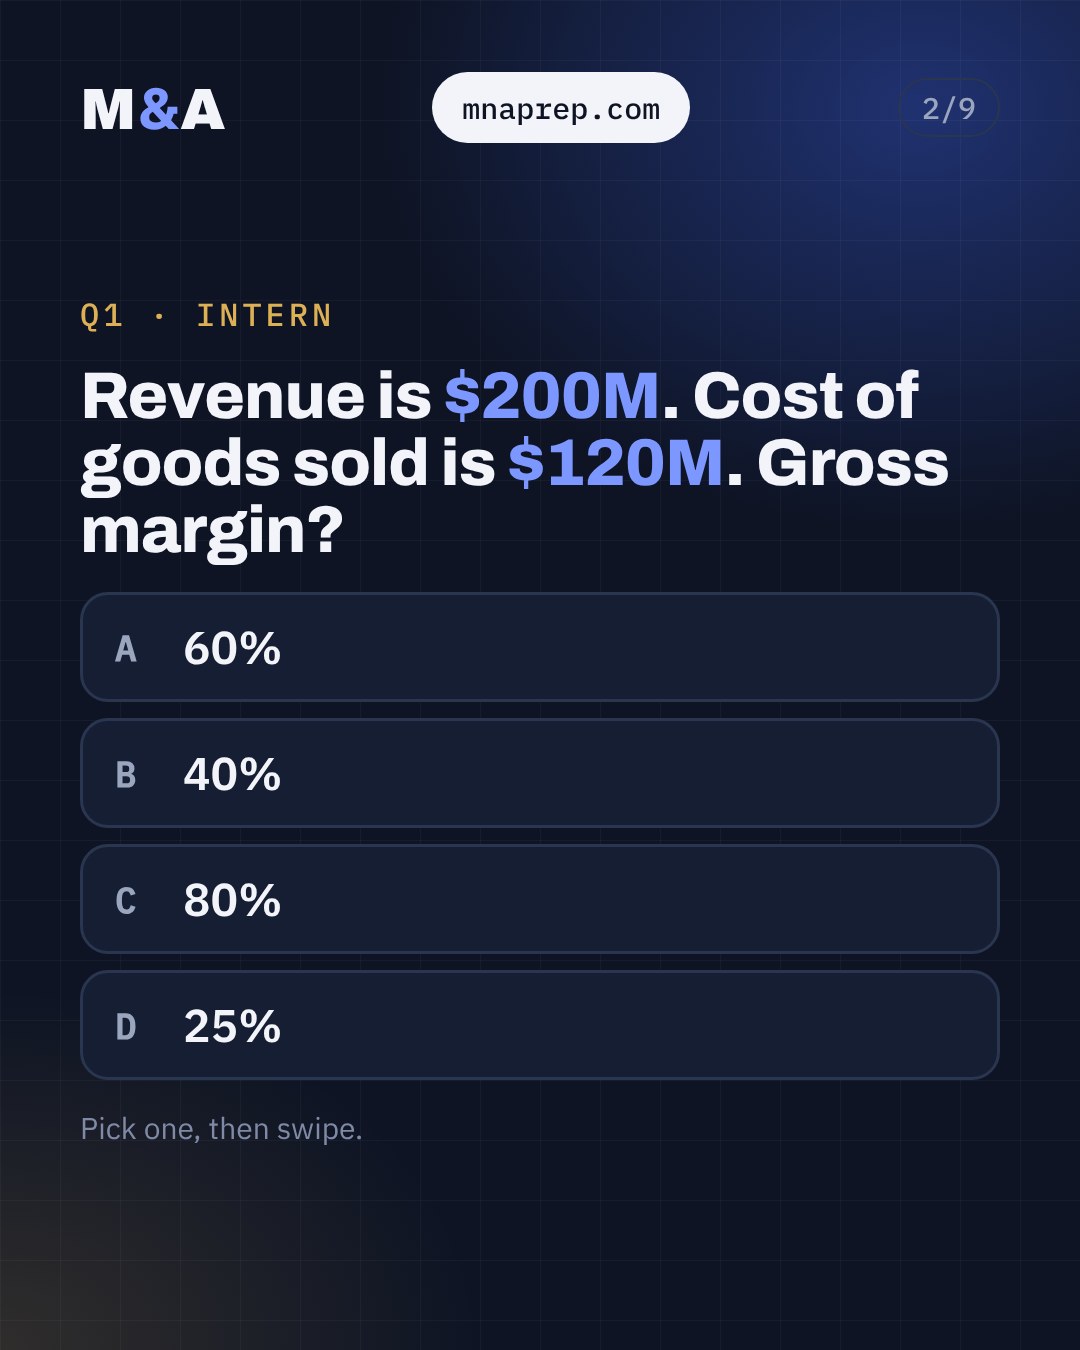 M&A
mnaprep.com
2/9
Q1 · INTERN
Revenue is $200M. Cost of
goods sold is $120M. Gross
margin?
A 60%
B 40%
C 80%
D 25%
Pick one, then swipe.